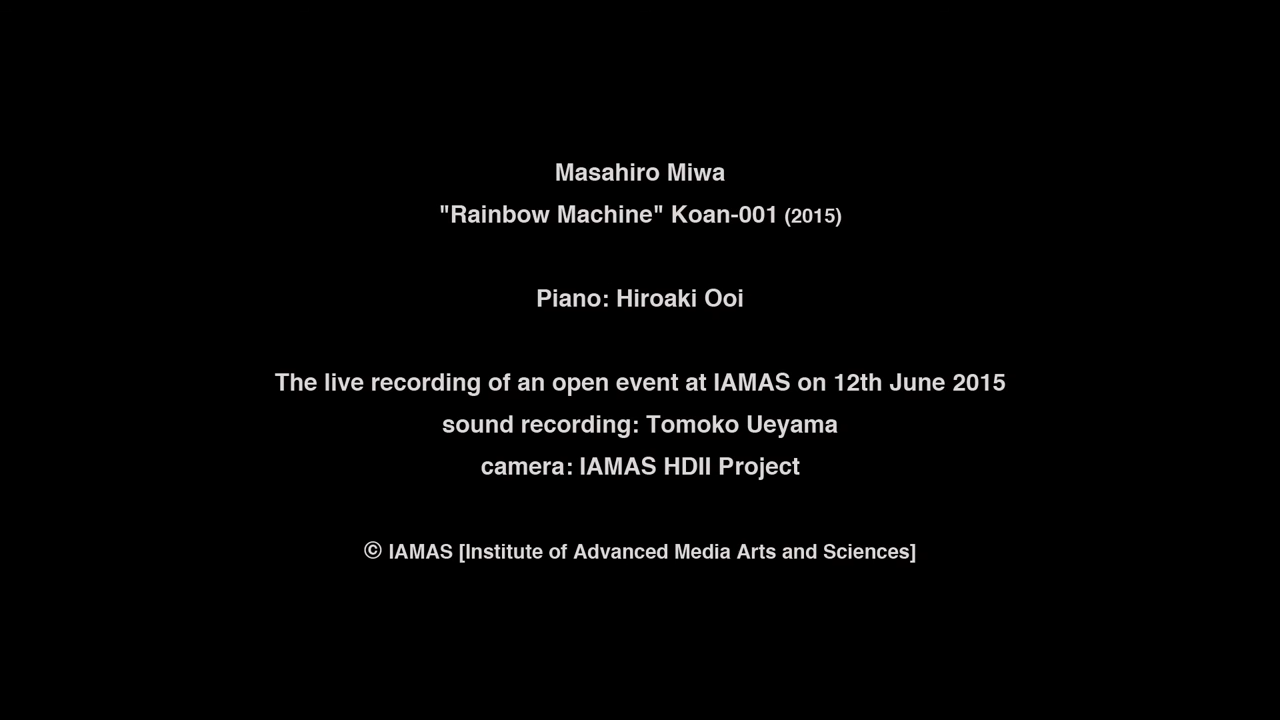 Masahiro Miwa
"Rainbow Machine" Koan-001 (2015)
Piano: Hiroaki Ooi
The live recording of an open event at IAMAS on 12th June 2015
sound recording: Tomoko Ueyama
camera: IAMAS HDII Project
© IAMAS [Institute of Advanced Media Arts and Sciences]